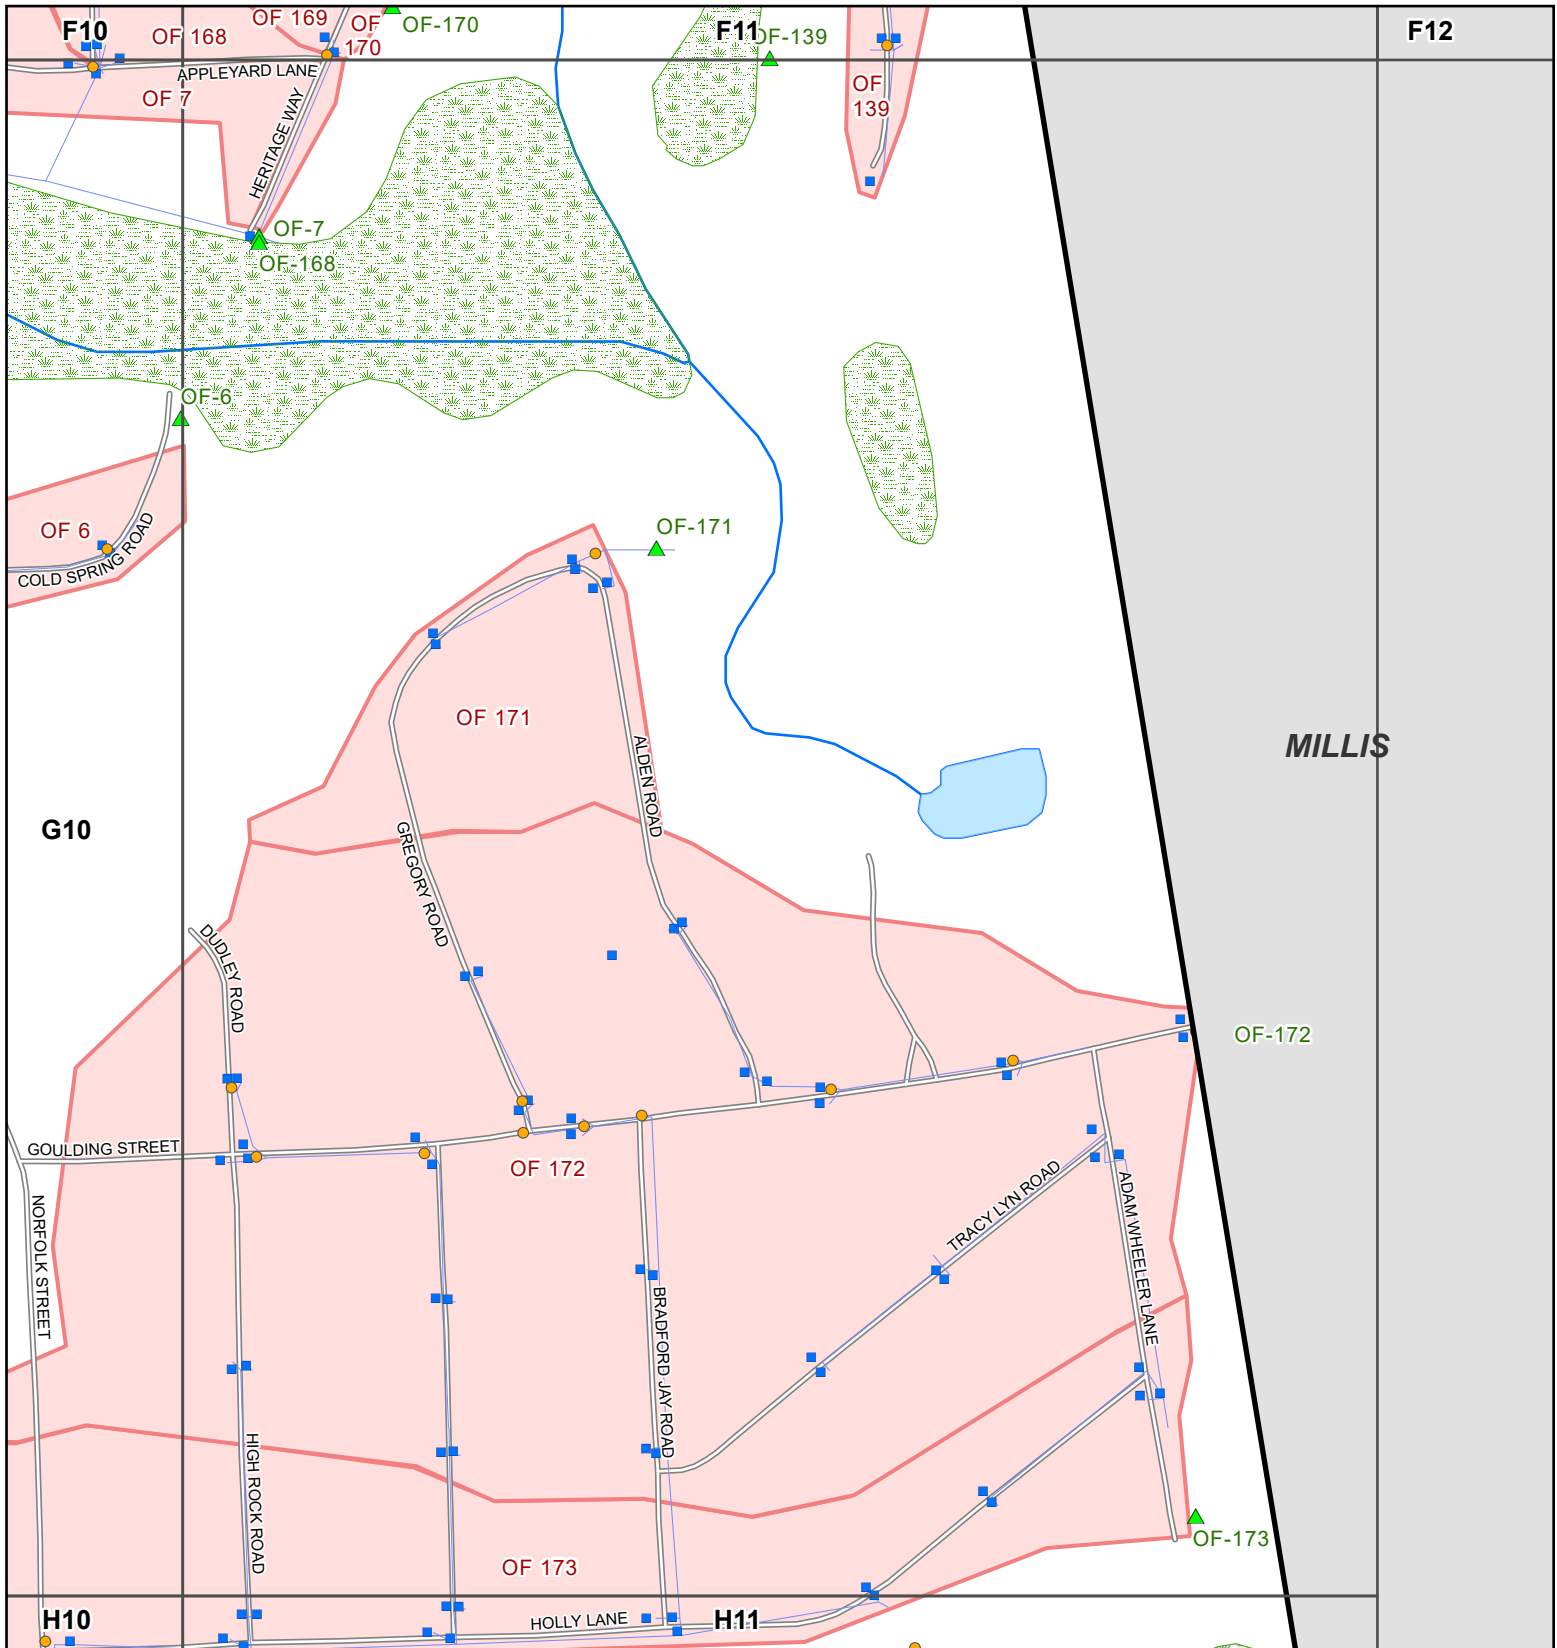 F10
OF 168
OF 169
OF
170
OF-170
F11
OF-139
F12
APPLEYARD LANE
OF 7
HERITAGE WAY
OF
139
OF-7
OF-168
OF-6
OF 6
COLD SPRING ROAD
OF-171
OF 171
ALDEN ROAD
MILLIS
G10
GREGORY ROAD
DUDLEY ROAD
OF-172
GOULDING STREET
OF 172
NORFOLK STREET
TRACY LYN ROAD
ADAM WHEELER LANE
BRADFORD JAY ROAD
HIGH ROCK ROAD
OF-173
OF 173
H10
HOLLY LANE
H11